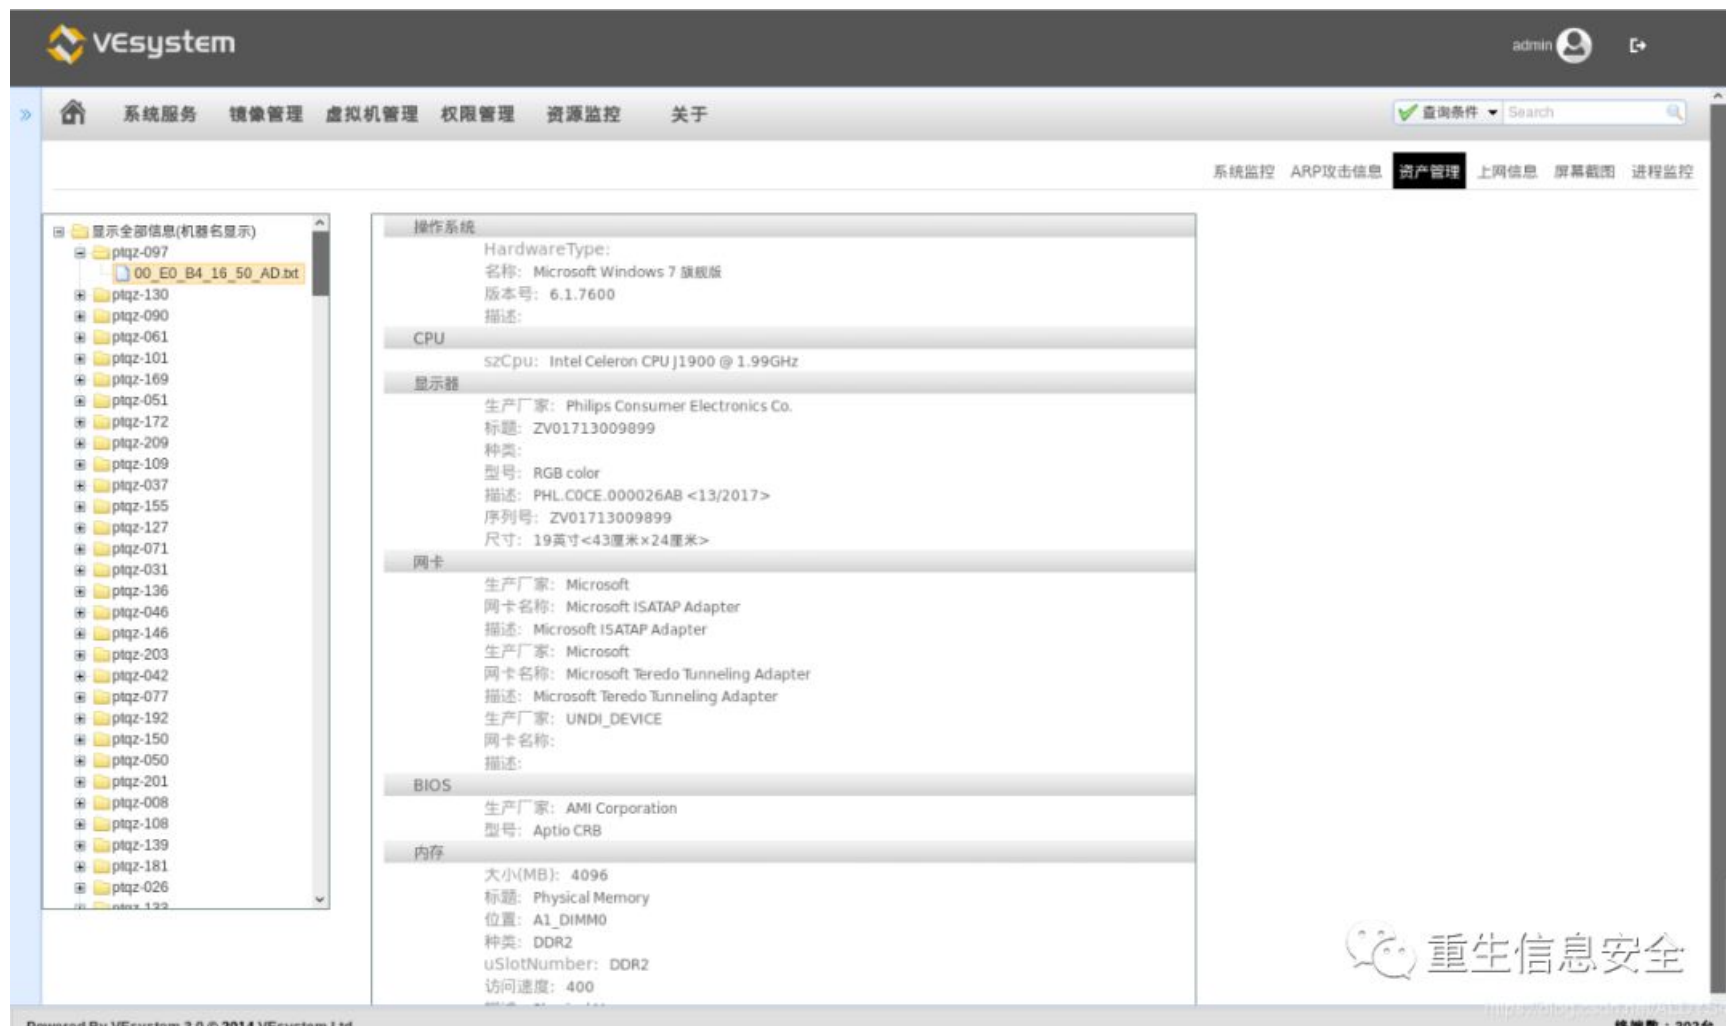 VEsystem
admin
系统服务 镜像管理 虚拟机管理 权限管理 资源监控 关于
查询条件 Search
系统监控 ARP攻击信息 资产管理 上网信息 屏幕截图 进程监控
显示全部信息(机器名显示)
ptqz-097
00_E0_B4_16_50_AD.txt
ptqz-130
ptqz-090
ptqz-061
ptqz-101
ptqz-169
ptqz-051
ptqz-172
ptqz-209
ptqz-109
ptqz-037
ptqz-155
ptqz-127
ptqz-071
ptqz-031
ptqz-136
ptqz-046
ptqz-146
ptqz-203
ptqz-042
ptqz-077
ptqz-192
ptqz-150
ptqz-050
ptqz-201
ptqz-008
ptqz-108
ptqz-139
ptqz-181
ptqz-026
ptqz-133
操作系统
HardwareType:
名称: Microsoft Windows 7 旗舰版
版本号: 6.1.7600
描述:
CPU
szCpu: Intel Celeron CPU J1900 @ 1.99GHz
显示器
生产厂家: Philips Consumer Electronics Co.
标题: ZV01713009899
种类:
型号: RGB color
描述: PHL.C0CE.000026AB <13/2017>
序列号: ZV01713009899
尺寸: 19英寸<43厘米×24厘米>
网卡
生产厂家: Microsoft
网卡名称: Microsoft ISATAP Adapter
描述: Microsoft ISATAP Adapter
生产厂家: Microsoft
网卡名称: Microsoft Teredo Tunneling Adapter
描述: Microsoft Teredo Tunneling Adapter
生产厂家: UNDI_DEVICE
网卡名称:
描述:
BIOS
生产厂家: AMI Corporation
型号: Aptio CRB
内存
大小(MB): 4096
标题: Physical Memory
位置: A1_DIMM0
种类: DDR2
uSlotNumber: DDR2
访问速度: 400
重生信息安全
Powered By VEsystem 3.0 © 2014 VEsystem Ltd